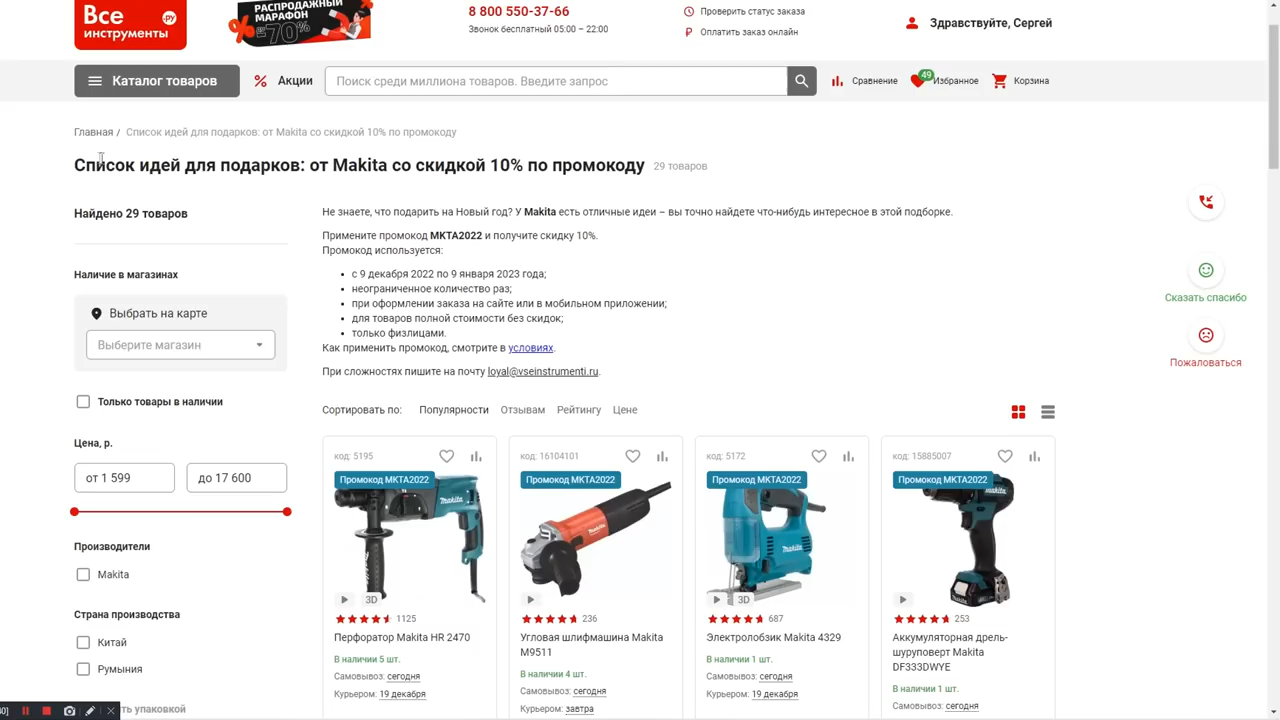 Все
инструменты
.РУ
РАСПРОДАЖНЫЙ
МАРАФОН
70%
8 800 550-37-66
Звонок бесплатный 05:00 – 22:00
Проверить статус заказа
Оплатить заказ онлайн
Здравствуйте, Сергей
Каталог товаров
Акции
Поиск среди миллиона товаров. Введите запрос
Сравнение
49
Избранное
Корзина
Главная / Список идей для подарков: от Makita со скидкой 10% по промокоду
Список идей для подарков: от Makita со скидкой 10% по промокоду 29 товаров
Найдено 29 товаров
Наличие в магазинах
Выбрать на карте
Выберите магазин
Только товары в наличии
Цена, р.
от 1 599
до 17 600
Производители
Makita
Страна производства
Китай
Румыния
упаковкой
Не знаете, что подарить на Новый год? У Makita есть отличные идеи – вы точно найдете что-нибудь интересное в этой подборке.
Примените промокод MKTA2022 и получите скидку 10%.
Промокод используется:
• с 9 декабря 2022 по 9 января 2023 года;
• неограниченное количество раз;
• при оформлении заказа на сайте или в мобильном приложении;
• для товаров полной стоимости без скидок;
• только физлицами.
Как применить промокод, смотрите в условиях.
При сложностях пишите на почту loyal@vseinstrumenti.ru.
Сортировать по: Популярности Отзывам Рейтингу Цене
код: 5195
Промокод MKTA2022
3D
1125
Перфоратор Makita HR 2470
В наличии 5 шт.
Самовывоз: сегодня
Курьером: 19 декабря
код: 16104101
Промокод MKTA2022
236
Угловая шлифмашина Makita
M9511
В наличии 4 шт.
Самовывоз: сегодня
Курьером: завтра
код: 5172
Промокод MKTA2022
3D
687
Электролобзик Makita 4329
В наличии 1 шт.
Самовывоз: сегодня
Курьером: 19 декабря
код: 15885007
Промокод MKTA2022
253
Аккумуляторная дрель-
шуруповерт Makita
DF333DWYE
В наличии 1 шт.
Самовывоз: сегодня
Сказать спасибо
Пожаловаться